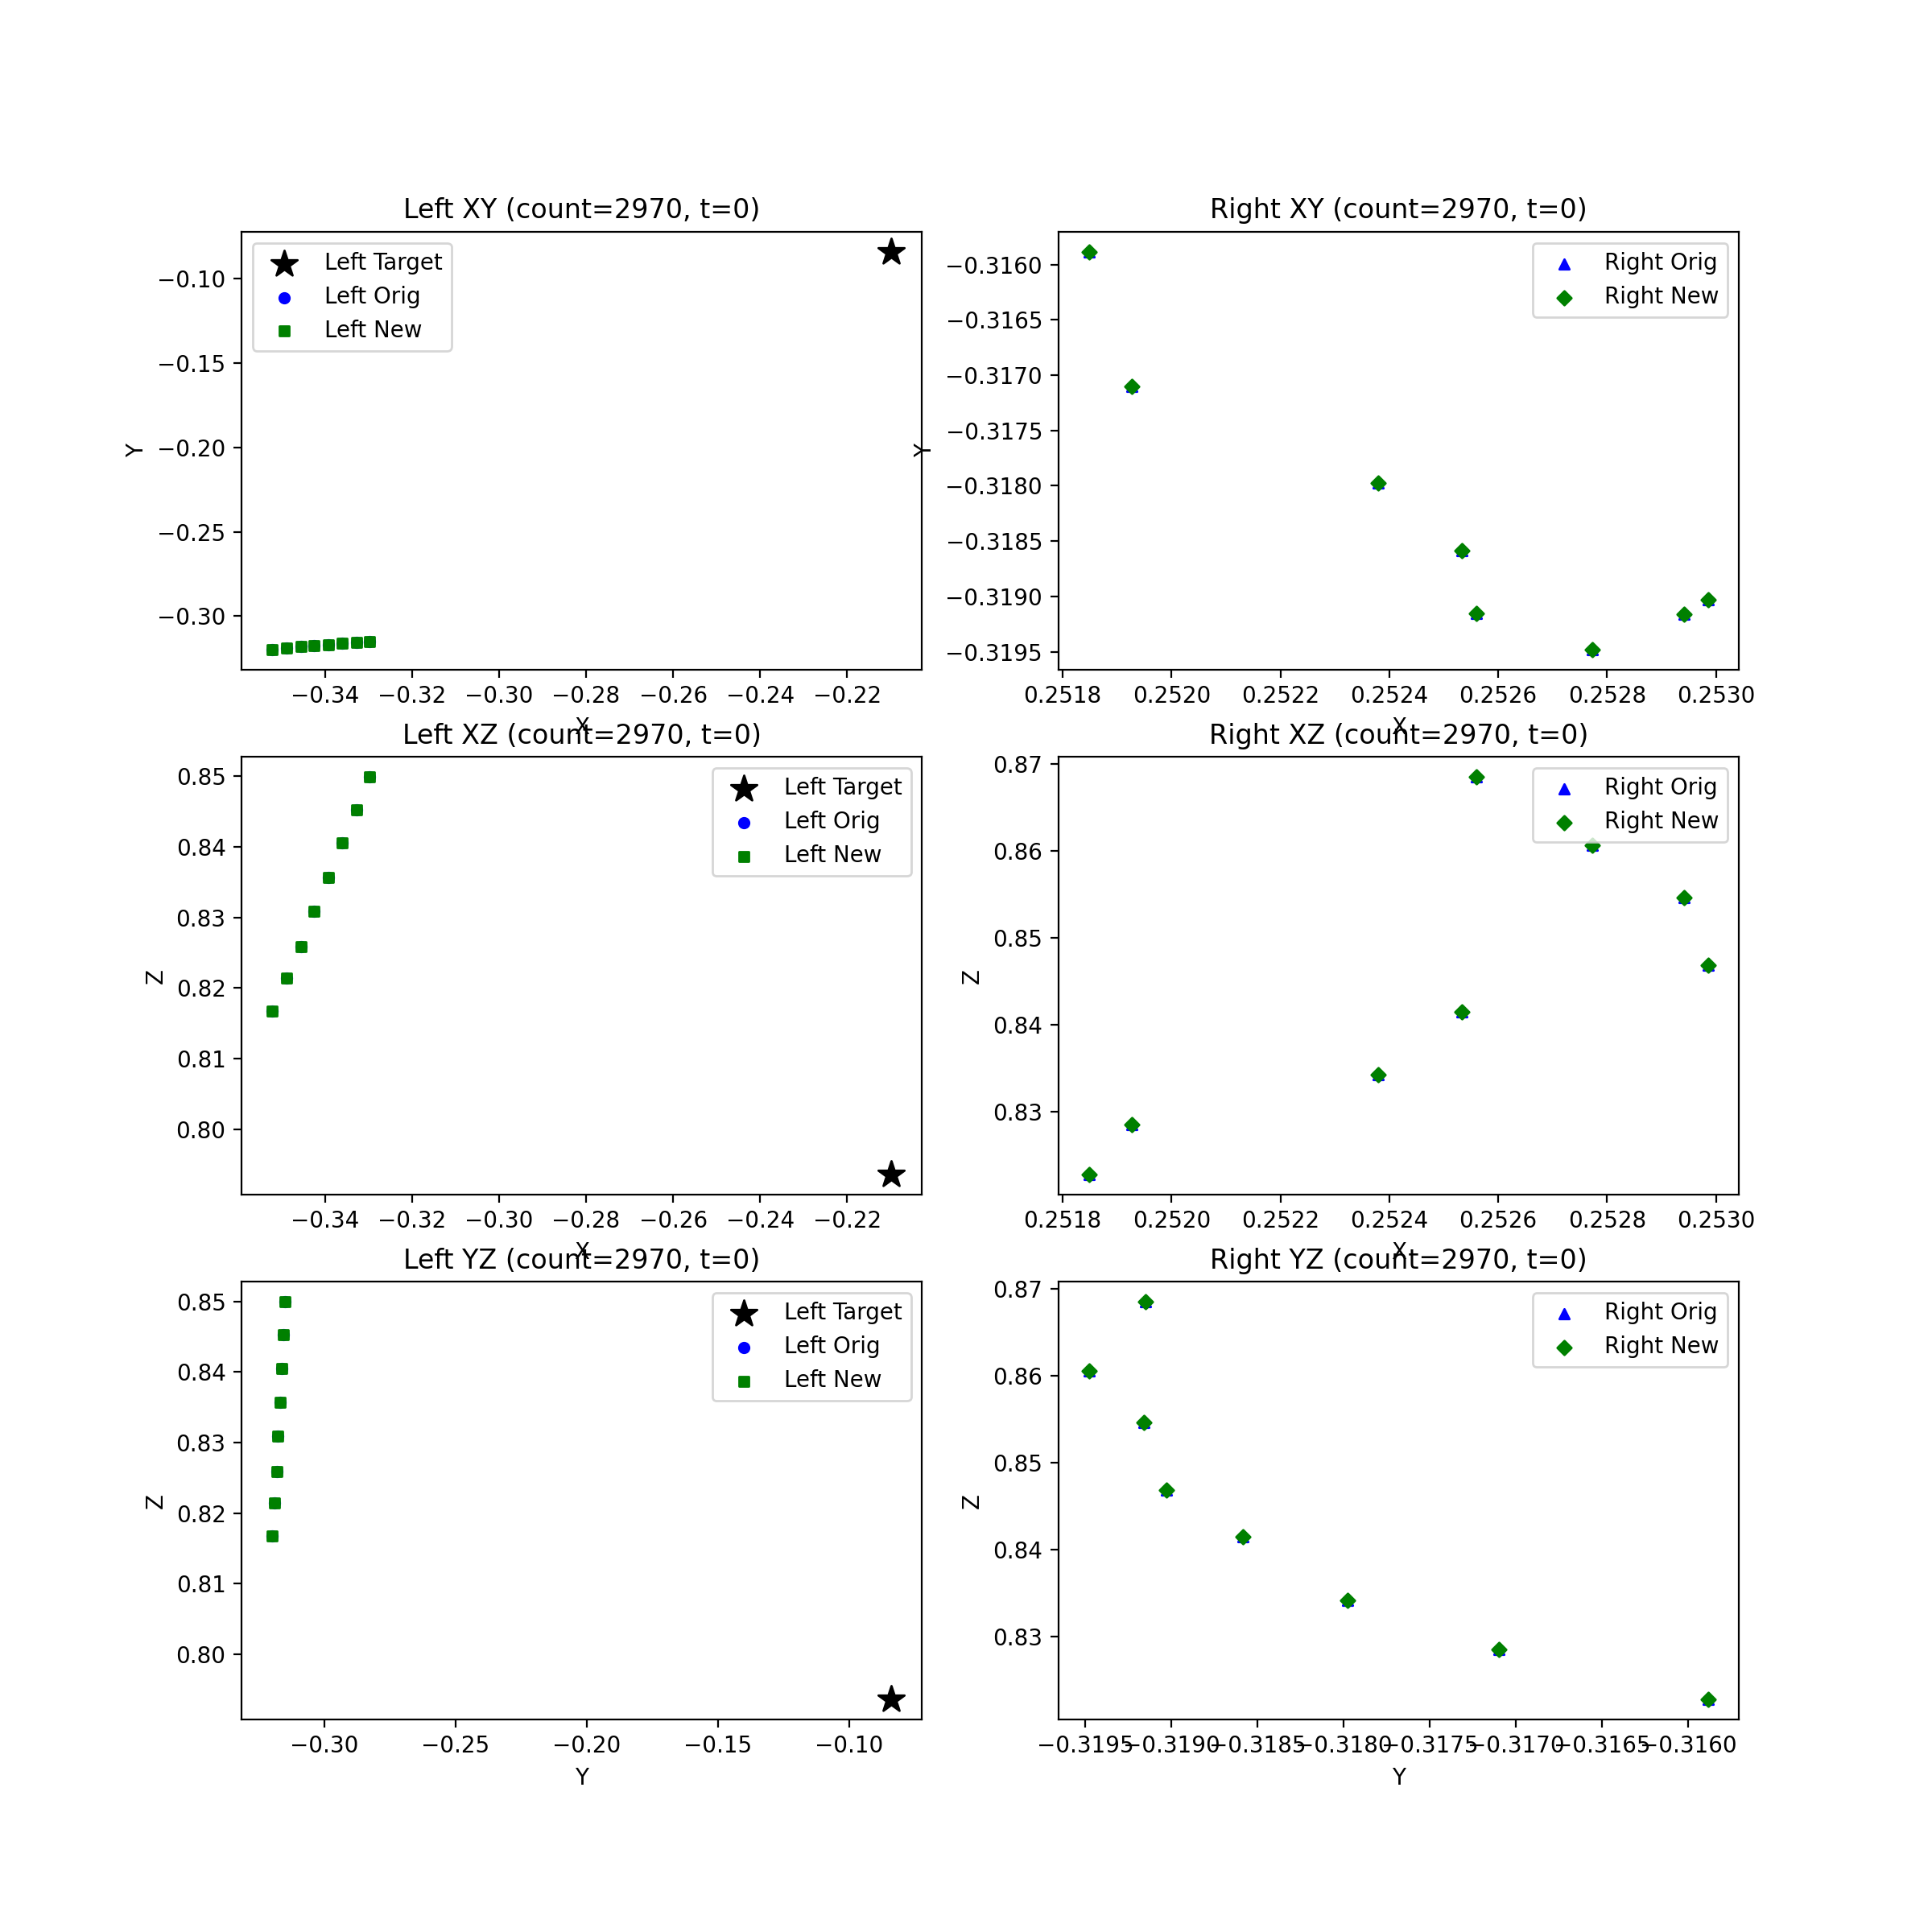 Left XY (count=2970, t=0)
Left Target
Left Orig
Left New
−0.10
−0.15
−0.20
−0.25
−0.30
Y
−0.34 −0.32 −0.30 −0.28 −0.26 −0.24 −0.22
X
Right XY (count=2970, t=0)
Right Orig
Right New
−0.3160
−0.3165
−0.3170
−0.3175
−0.3180
−0.3185
−0.3190
−0.3195
Y
0.2518 0.2520 0.2522 0.2524 0.2526 0.2528 0.2530
X
Left XZ (count=2970, t=0)
Left Target
Left Orig
Left New
0.85
0.84
0.83
0.82
0.81
0.80
Z
−0.34 −0.32 −0.30 −0.28 −0.26 −0.24 −0.22
X
Right XZ (count=2970, t=0)
Right Orig
Right New
0.87
0.86
0.85
0.84
0.83
Z
0.2518 0.2520 0.2522 0.2524 0.2526 0.2528 0.2530
X
Left YZ (count=2970, t=0)
Left Target
Left Orig
Left New
0.85
0.84
0.83
0.82
0.81
0.80
Z
−0.30 −0.25 −0.20 −0.15 −0.10
Y
Right YZ (count=2970, t=0)
Right Orig
Right New
0.87
0.86
0.85
0.84
0.83
Z
−0.3195 −0.3190 −0.3185 −0.3180 −0.3175 −0.3170 −0.3165 −0.3160
Y